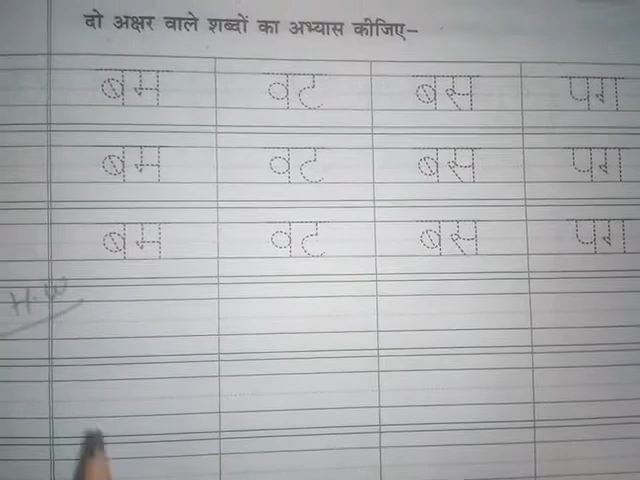 दो अक्षर वाले शब्दों का अभ्यास कीजिए–
बम वट बस पग
बम वट बस पग
बम वट बस पग
H.W